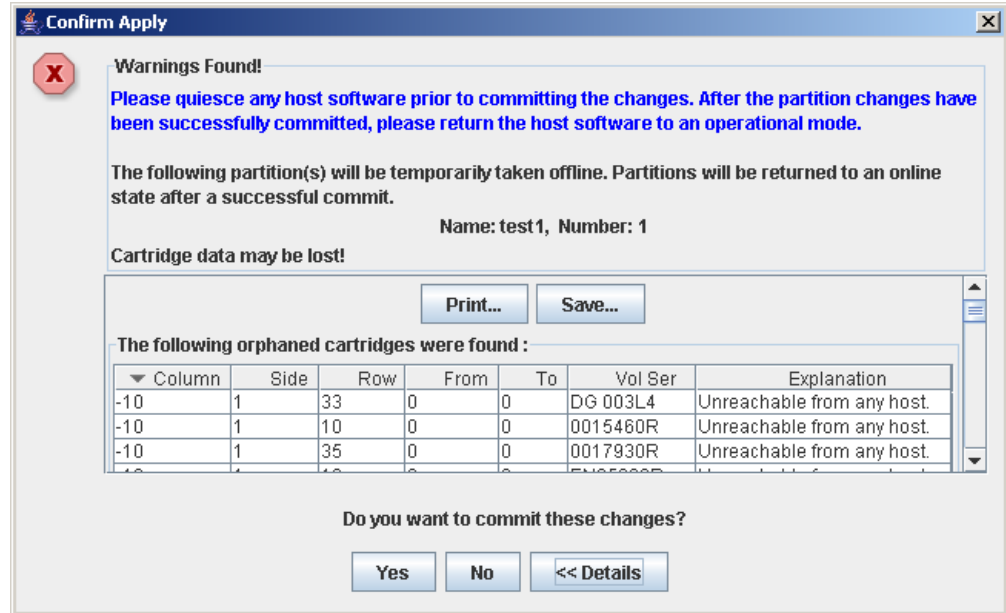 Confirm Apply
Warnings Found!
Please quiesce any host software prior to committing the changes. After the partition changes have
been successfully committed, please return the host software to an operational mode.
The following partition(s) will be temporarily taken offline. Partitions will be returned to an online
state after a successful commit.
Name: test1, Number: 1
Cartridge data may be lost!
Print... Save...
The following orphaned cartridges were found :
Column Side Row From To Vol Ser Explanation
-10 1 33 0 0 DG 003L4 Unreachable from any host.
-10 1 10 0 0 0015460R Unreachable from any host.
-10 1 35 0 0 0017930R Unreachable from any host.
Do you want to commit these changes?
Yes No << Details